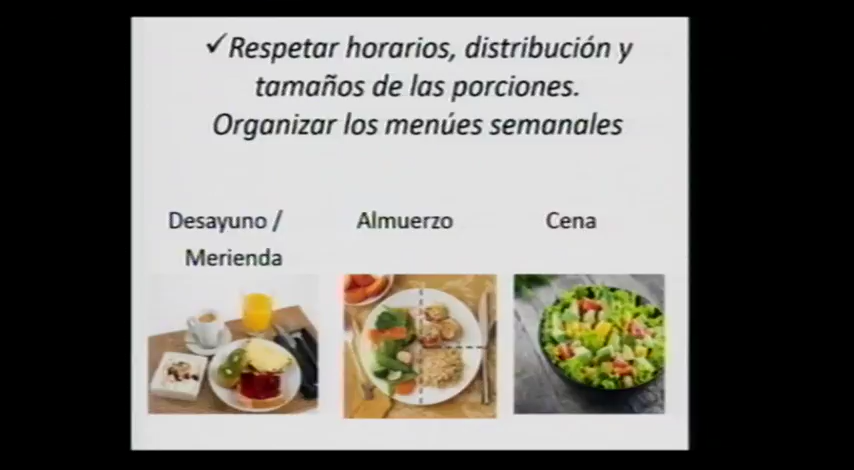 ✓Respetar horarios, distribución y
tamaños de las porciones.
Organizar los menúes semanales
Desayuno /
Merienda
Almuerzo
Cena